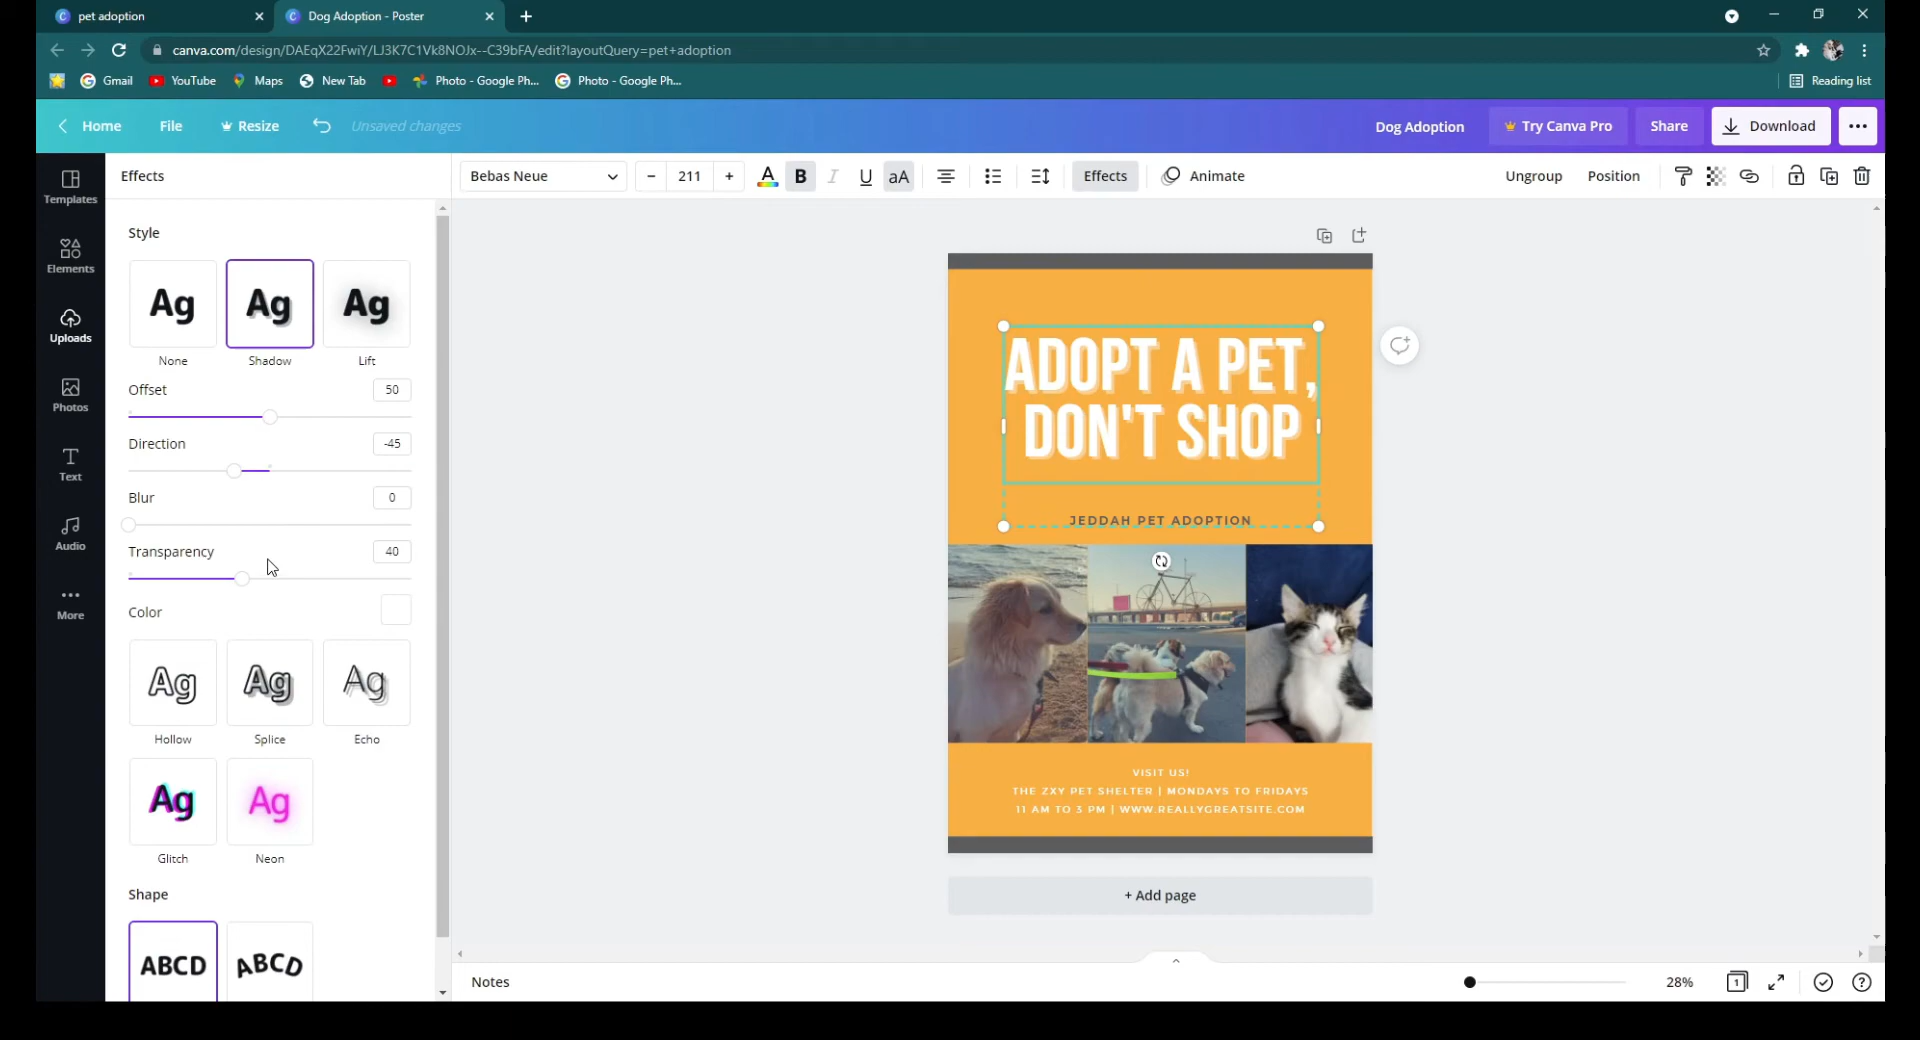 pet adoption
Dog Adoption - Poster
canva.com/design/DAEqX22FwiY/LJ3K7C1Vk8NOJx--C39bFA/edit?layoutQuery=pet+adoption
Gmail
YouTube
Maps
New Tab
Photo - Google Ph...
Photo - Google Ph...
Reading list
Home
File
Resize
Unsaved changes
Dog Adoption
Try Canva Pro
Share
Download
Templates
Elements
Uploads
Photos
Text
Audio
More
Effects
Style
Ag
Ag
Ag
None
Shadow
Lift
Offset 50
Direction -45
Blur 0
Transparency 40
Color
Ag
Ag
Ag
Hollow
Splice
Echo
Ag
Ag
Glitch
Neon
Shape
ABCD
ABCD
Bebas Neue
211
A
B
I
U
aA
Effects
Animate
Ungroup
Position
ADOPT A PET,
DON'T SHOP
JEDDAH PET ADOPTION
VISIT US!
THE ZXY PET SHELTER | MONDAYS TO FRIDAYS
11 AM TO 3 PM | WWW.REALLYGREATSITE.COM
+ Add page
Notes
28%
1